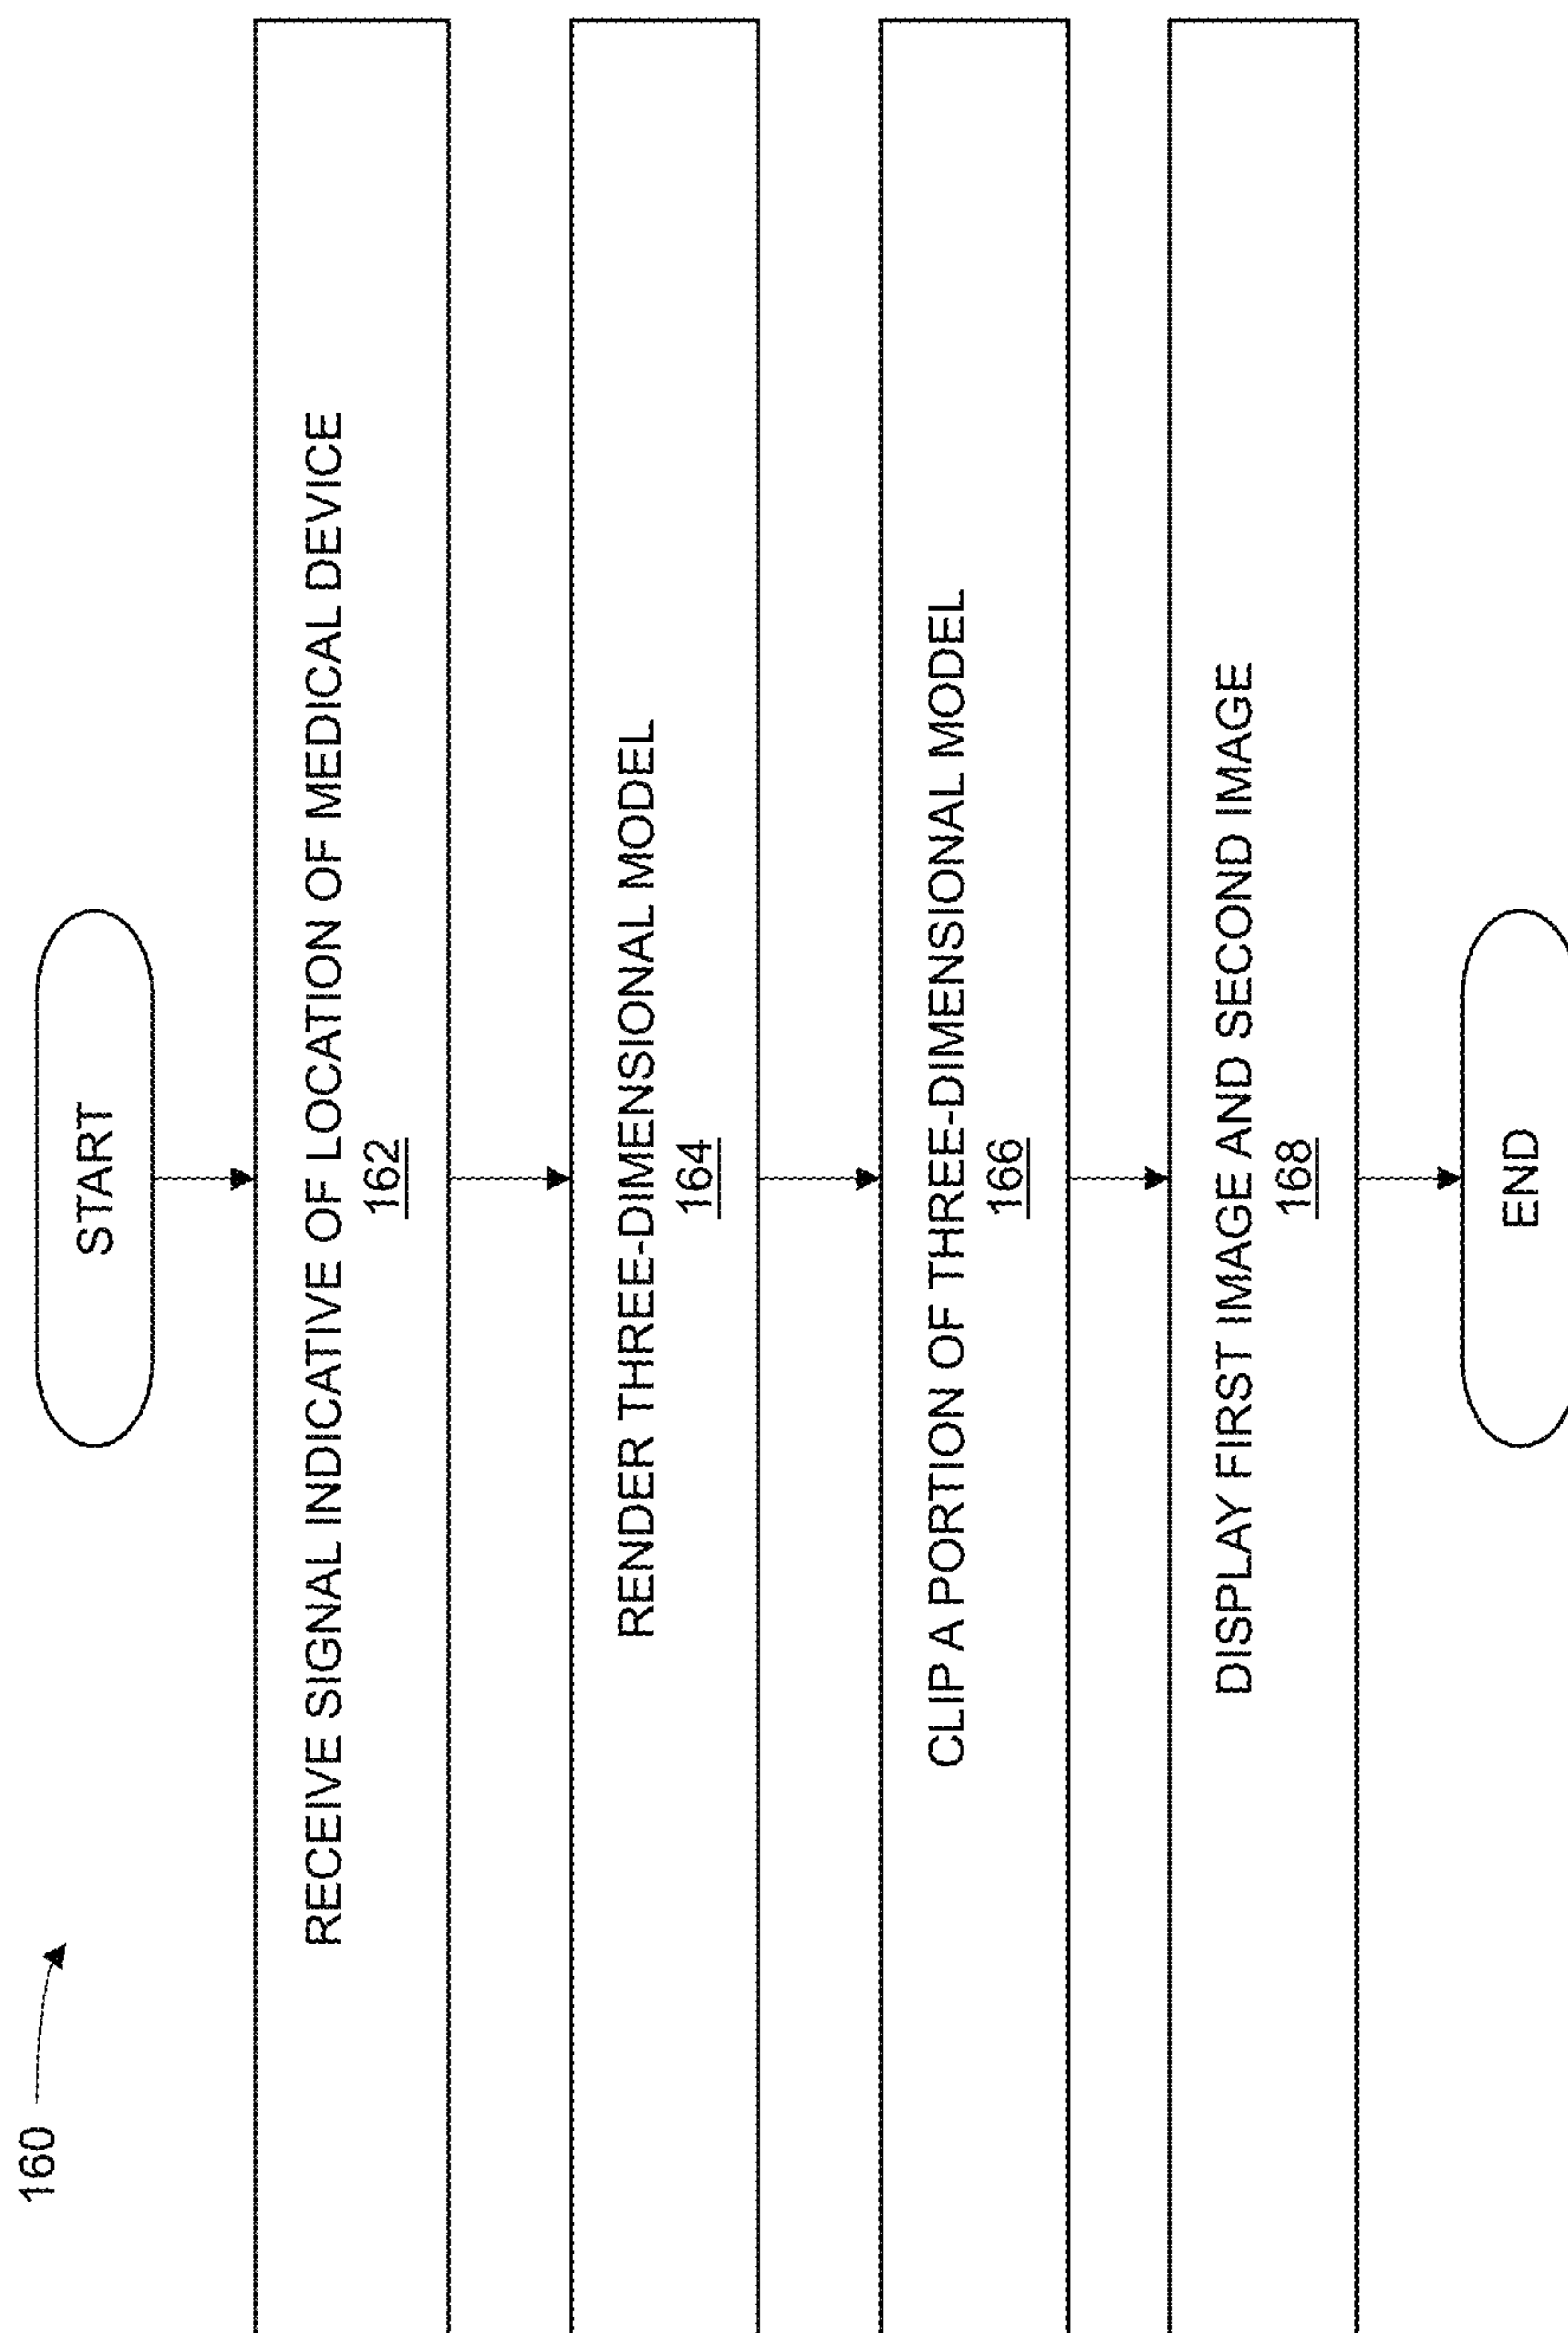 160
START
RECEIVE SIGNAL INDICATIVE OF LOCATION OF MEDICAL DEVICE
162
RENDER THREE-DIMENSIONAL MODEL
164
CLIP A PORTION OF THREE-DIMENSIONAL MODEL
166
DISPLAY FIRST IMAGE AND SECOND IMAGE
168
END